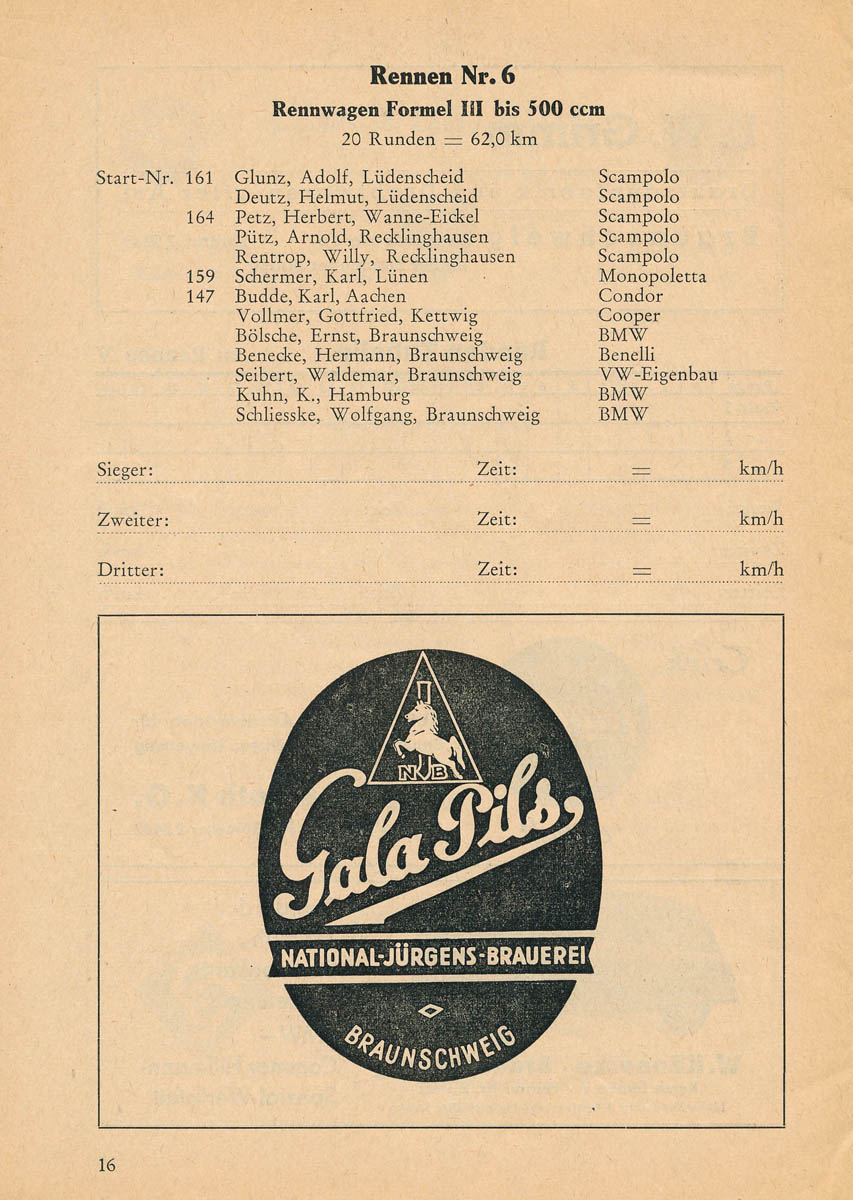 Rennen Nr. 6
Rennwagen Formel III bis 500 ccm
20 Runden = 62,0 km
Start-Nr. 161 Glunz, Adolf, Lüdenscheid Scampolo
Deutz, Helmut, Lüdenscheid Scampolo
164 Petz, Herbert, Wanne-Eickel Scampolo
Pütz, Arnold, Recklinghausen Scampolo
Rentrop, Willy, Recklinghausen Scampolo
159 Schermer, Karl, Lünen Monopoletta
147 Budde, Karl, Aachen Condor
Vollmer, Gottfried, Kettwig Cooper
Bölsche, Ernst, Braunschweig BMW
Benecke, Hermann, Braunschweig Benelli
Seibert, Waldemar, Braunschweig VW-Eigenbau
Kuhn, K., Hamburg BMW
Schliesske, Wolfgang, Braunschweig BMW
Sieger: Zeit: = km/h
Zweiter: Zeit: = km/h
Dritter: Zeit: = km/h
NJB
Gala Pils
NATIONAL-JÜRGENS-BRAUEREI
BRAUNSCHWEIG
16